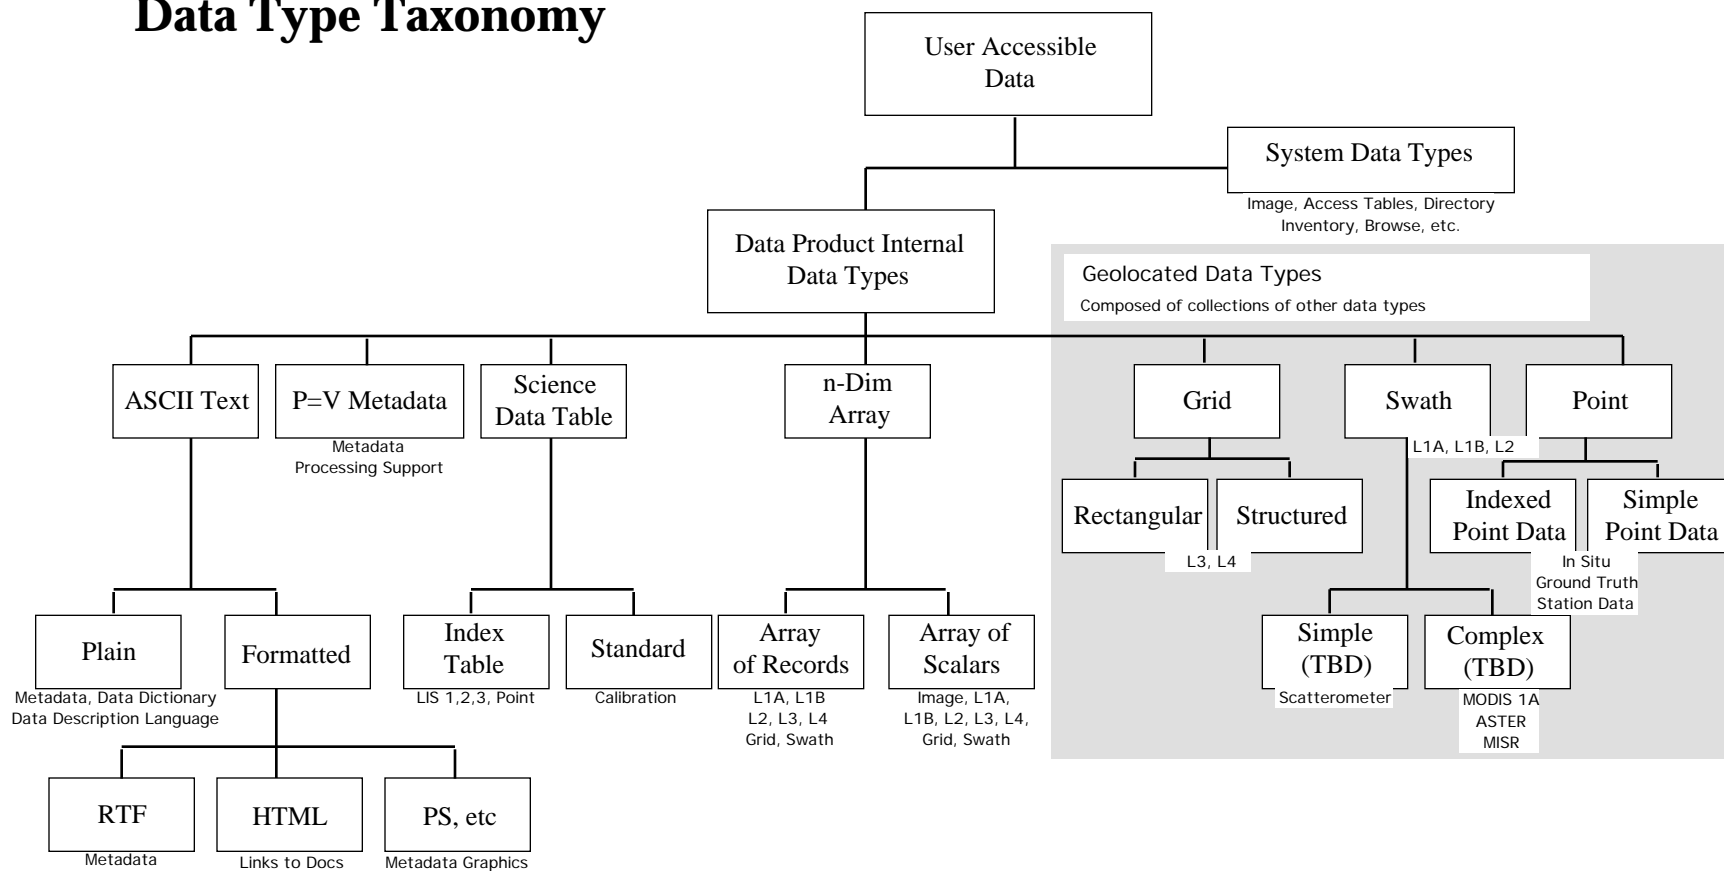 Data Type Taxonomy
User Accessible
Data
System Data Types
Image, Access Tables, Directory
Inventory, Browse, etc.
Data Product Internal
Data Types
Geolocated Data Types
Composed of collections of other data types
ASCII Text
P=V Metadata
Metadata
Processing Support
Science
Data Table
n-Dim
Array
Grid
Swath
L1A, L1B, L2
Point
Rectangular
Structured
L3, L4
Indexed
Point Data
Simple
Point Data
In Situ
Ground Truth
Station Data
Plain
Metadata, Data Dictionary
Data Description Language
Formatted
Index
Table
LIS 1,2,3, Point
Standard
Calibration
Array
of Records
L1A, L1B
L2, L3, L4
Grid, Swath
Array of
Scalars
Image, L1A,
L1B, L2, L3, L4,
Grid, Swath
Simple
(TBD)
Scatterometer
Complex
(TBD)
MODIS 1A
ASTER
MISR
RTF
Metadata
HTML
Links to Docs
PS, etc
Metadata Graphics